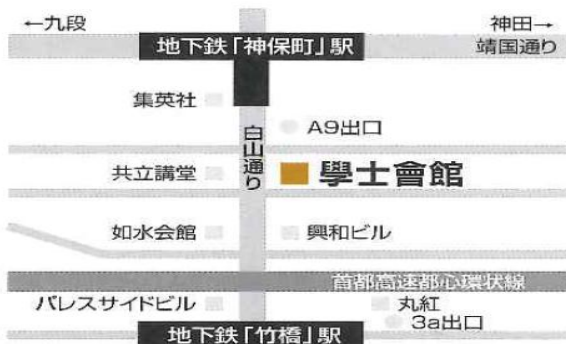 ←九段
神田→
地下鉄「神保町」駅
靖国通り
集英社
A9出口
白山通り
共立講堂
學士會館
如水会館
興和ビル
首都高速都心環状線
パレスサイドビル
丸紅
3a出口
地下鉄「竹橋」駅